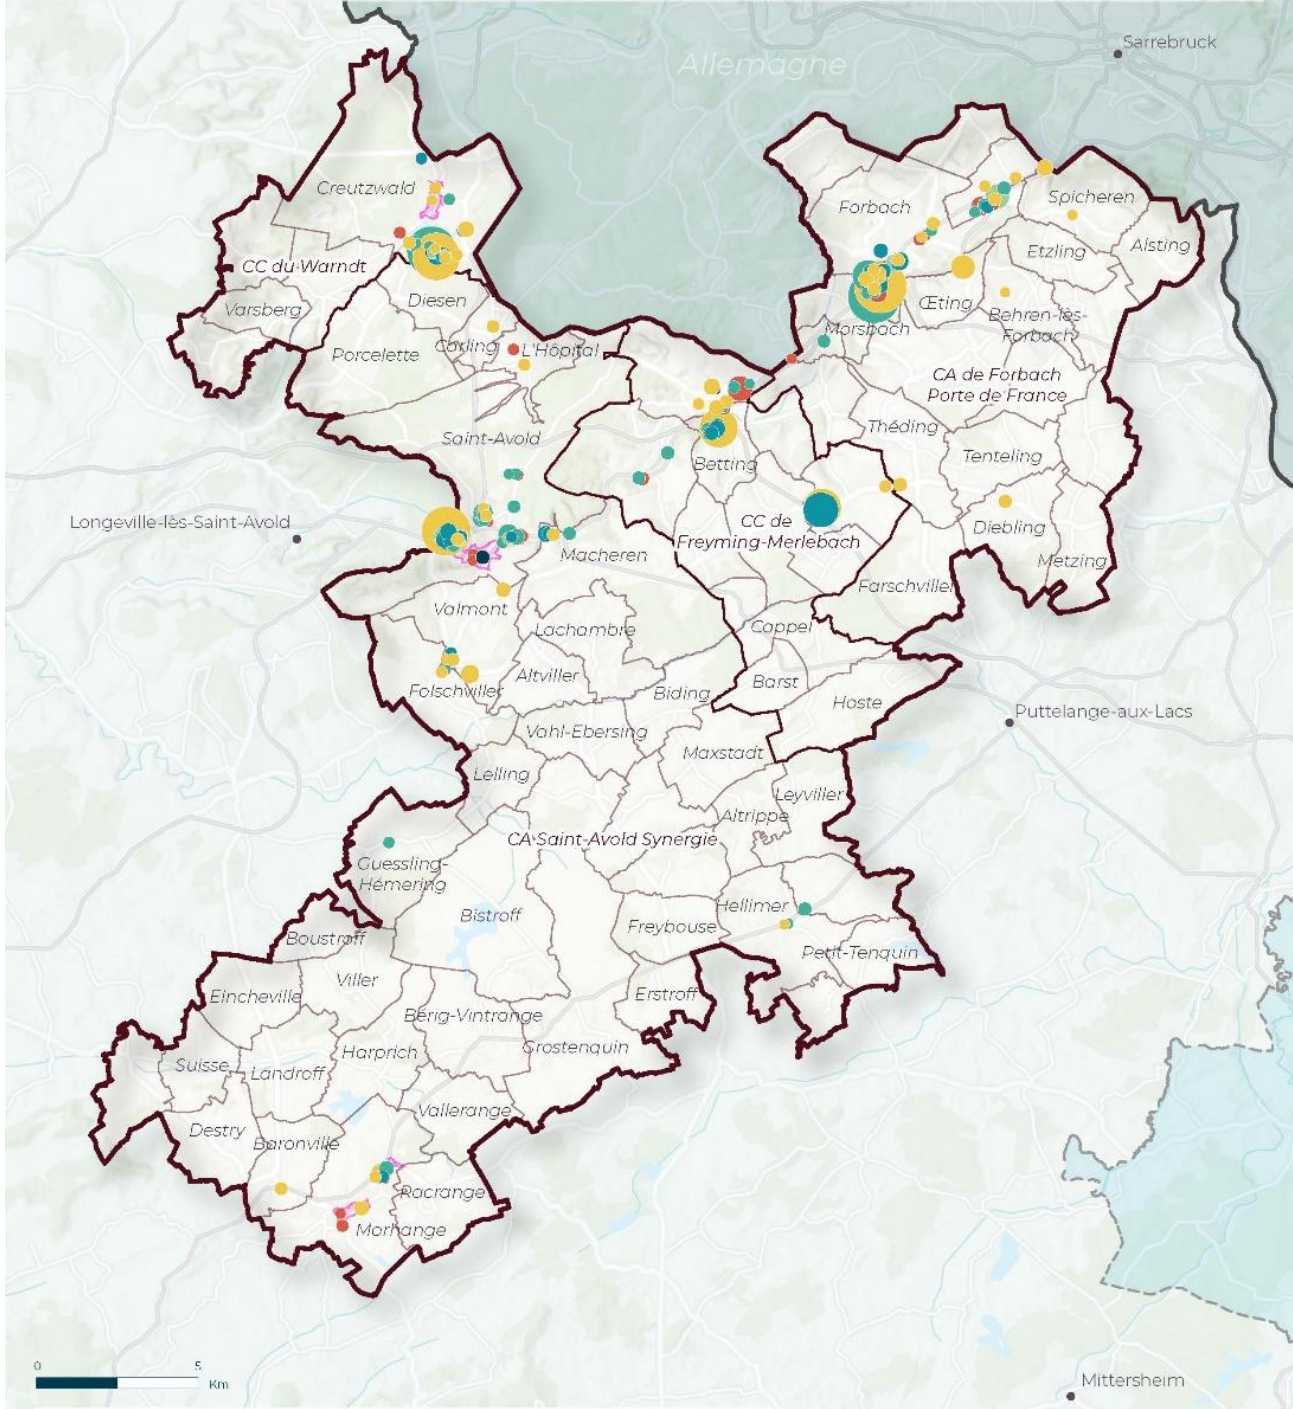 Sarrebruck
Allemagne
Creutzwald
Forbach
Spicheren
Etzling
Alsting
CC du Warndt
Varsberg
Diesen
Œting
Behren-lès-
Forbach
Morsbach
Porcelette
Carling
L'Hôpital
CA de Forbach
Porte de France
Saint-Avold
Théding
Tenteling
Betting
Longeville-lès-Saint-Avold
CC de
Freyming-Merlebach
Diebling
Macheren
Metzing
Farschviller
Valmont
Lachambre
Cappel
Altviller
Folschviller
Biding
Barst
Hoste
Puttelange-aux-Lacs
Vahl-Ebersing
Maxstadt
Lelling
Leyviller
Altrippe
CA Saint-Avold Synergie
Guessling-
Hémering
Hellimer
Bistroff
Freybouse
Boustroff
Petit-Tenquin
Viller
Eincheville
Erstroff
Bérig-Vintrange
Grostenquin
Harprich
Suisse
Landroff
Vallerange
Destry
Baronville
Racrange
Morhange
0 5
Km
Mittersheim